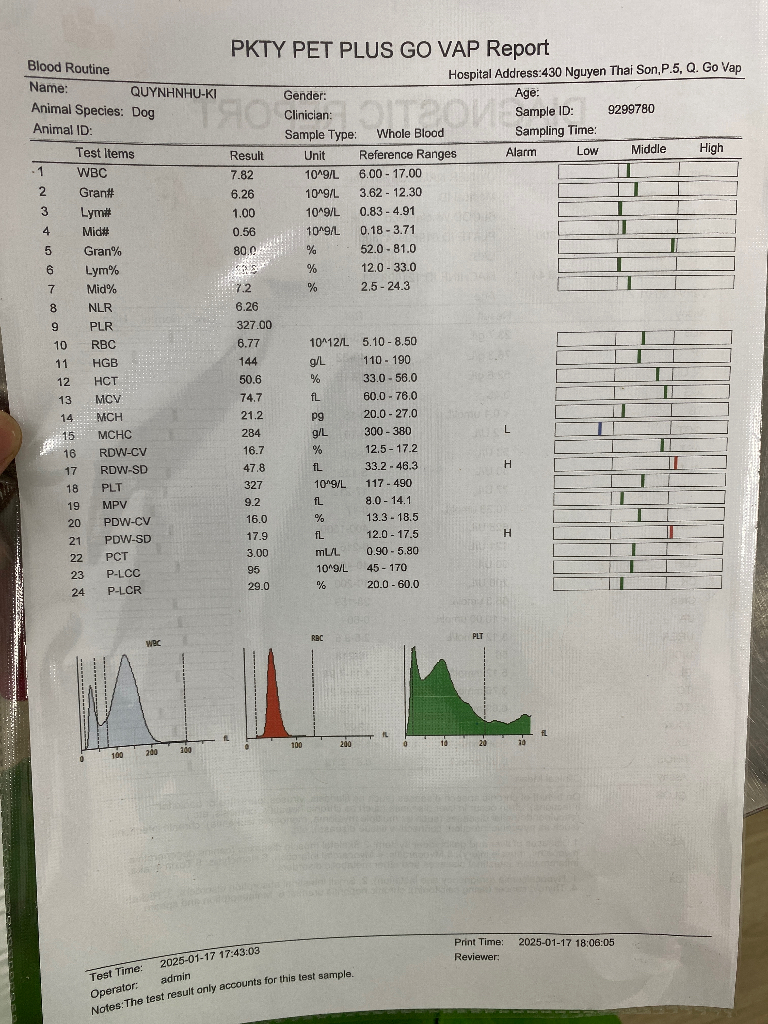 PKTY PET PLUS GO VAP Report
Blood Routine Hospital Address:430 Nguyen Thai Son,P.5, Q. Go Vap
Name: QUYNHNHU-KI Gender: Age:
Animal Species: Dog Clinician: Sample ID: 9299780
Animal ID: Sample Type: Whole Blood Sampling Time:
Test Items Result Unit Reference Ranges Alarm Low Middle High
1 WBC 7.82 10^9/L 6.00 - 17.00
2 Gran# 6.26 10^9/L 3.62 - 12.30
3 Lym# 1.00 10^9/L 0.83 - 4.91
4 Mid# 0.56 10^9/L 0.18 - 3.71
5 Gran% 80.0 % 52.0 - 81.0
6 Lym% % 12.0 - 33.0
7 Mid% 7.2 % 2.5 - 24.3
8 NLR 6.26
9 PLR 327.00
10 RBC 6.77 10^12/L 5.10 - 8.50
11 HGB 144 g/L 110 - 190
12 HCT 50.6 % 33.0 - 56.0
13 MCV 74.7 fL 60.0 - 76.0
14 MCH 21.2 pg 20.0 - 27.0
15 MCHC 284 g/L 300 - 380 L
16 RDW-CV 16.7 % 12.5 - 17.2
17 RDW-SD 47.8 fL 33.2 - 46.3 H
18 PLT 327 10^9/L 117 - 490
19 MPV 9.2 fL 8.0 - 14.1
20 PDW-CV 16.0 % 13.3 - 18.5
21 PDW-SD 17.9 fL 12.0 - 17.5 H
22 PCT 3.00 mL/L 0.90 - 5.80
23 P-LCC 95 10^9/L 45 - 170
24 P-LCR 29.0 % 20.0 - 60.0
WBC RBC PLT
0 100 200 300 fL 0 100 200 fL 0 10 20 30 fL
Test Time: 2025-01-17 17:43:03 Print Time: 2025-01-17 18:06:05
Operator: admin Reviewer:
Notes:The test result only accounts for this test sample.